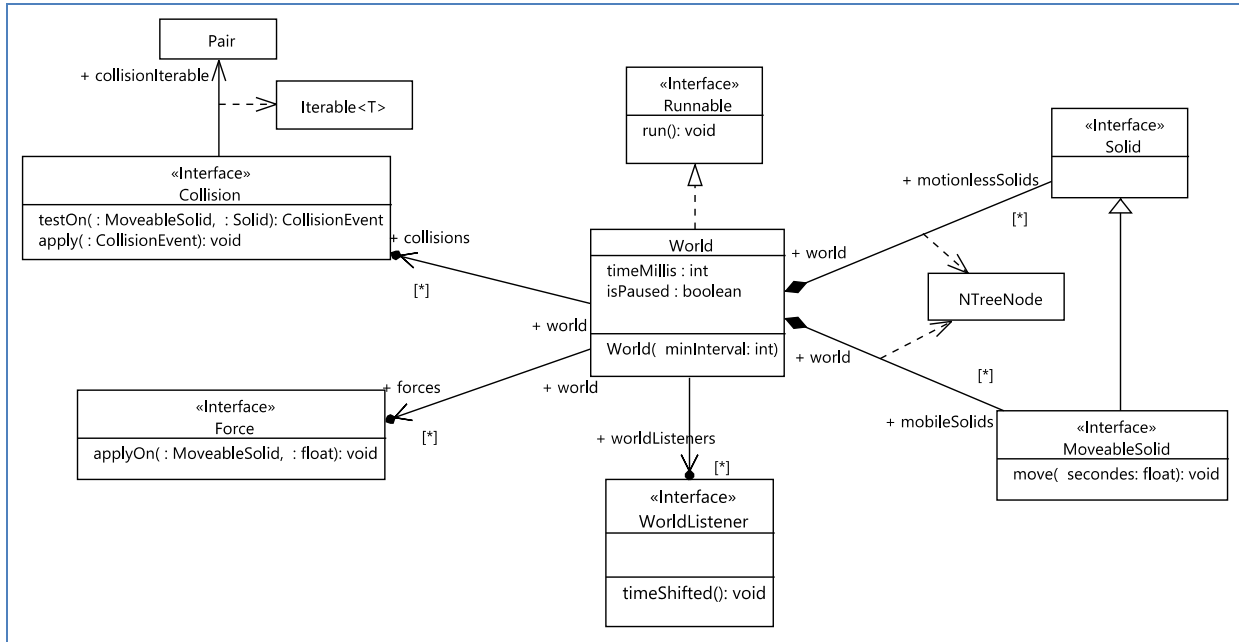 Pair
+ collisionIterable
Iterable<T>
«Interface»
Runnable
run(): void
«Interface»
Solid
«Interface»
Collision
testOn( : MoveableSolid, : Solid): CollisionEvent
apply( : CollisionEvent): void
+ collisions
[*]
+ motionlessSolids
[*]
+ world
World
timeMillis : int
isPaused : boolean
World( minInterval: int)
NTreeNode
+ world
+ world
[*]
+ mobileSolids
+ world
+ forces
[*]
«Interface»
Force
applyOn( : MoveableSolid, : float): void
«Interface»
MoveableSolid
move( secondes: float): void
+ worldListeners
[*]
«Interface»
WorldListener
timeShifted(): void